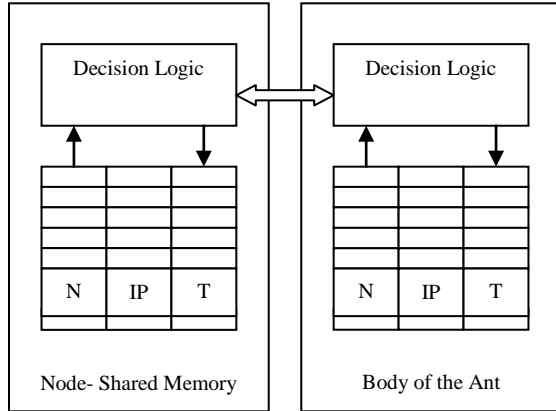 Decision Logic
Decision Logic
N IP T
N IP T
Node- Shared Memory
Body of the Ant